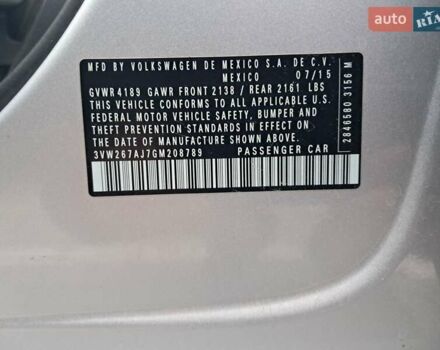 auto RIA
MFD BY VOLKSWAGEN DE MEXICO S.A. DE C.V.
MEXICO 07/15
GVWR 4189 GAWR FRONT 2138 / REAR 2161 LBS
THIS VEHICLE CONFORMS TO ALL APPLICABLE U.S.
FEDERAL MOTOR VEHICLE SAFETY, BUMPER AND
THEFT PREVENTION STANDARDS IN EFFECT ON
THE DATE OF MANUFACTURE SHOWN ABOVE.
3VW267AJ7GM208789 PASSENGER CAR
2846580 3156 M